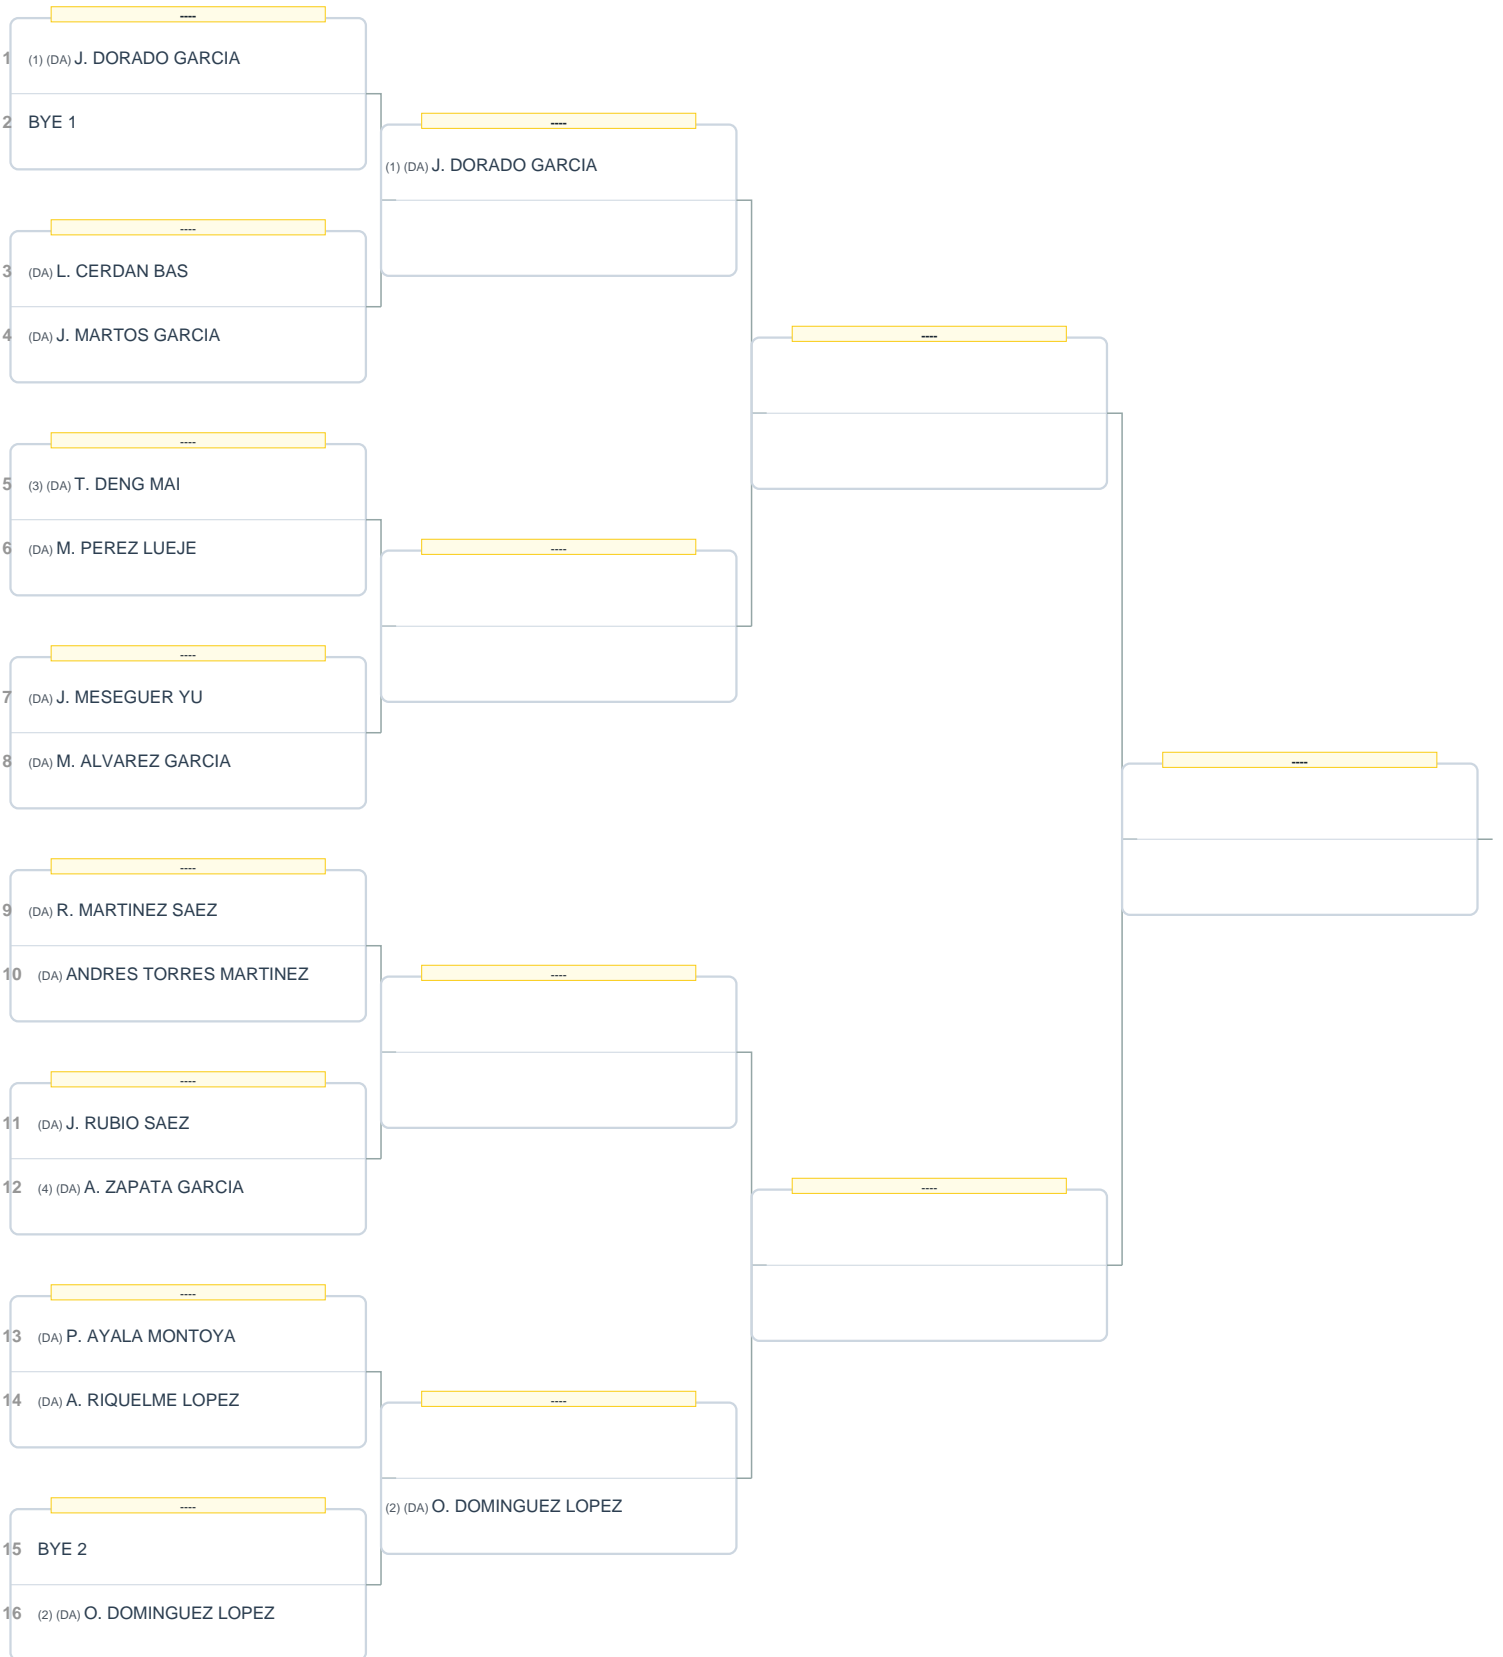 ----
1 (1) (DA) J. DORADO GARCIA
2 BYE 1
----
(1) (DA) J. DORADO GARCIA
----
3 (DA) L. CERDAN BAS
4 (DA) J. MARTOS GARCIA
----
----
5 (3) (DA) T. DENG MAI
6 (DA) M. PEREZ LUEJE
----
----
7 (DA) J. MESEGUER YU
8 (DA) M. ALVAREZ GARCIA
----
----
9 (DA) R. MARTINEZ SAEZ
10 (DA) ANDRES TORRES MARTINEZ
----
----
11 (DA) J. RUBIO SAEZ
12 (4) (DA) A. ZAPATA GARCIA
----
----
13 (DA) P. AYALA MONTOYA
14 (DA) A. RIQUELME LOPEZ
----
(2) (DA) O. DOMINGUEZ LOPEZ
----
15 BYE 2
16 (2) (DA) O. DOMINGUEZ LOPEZ